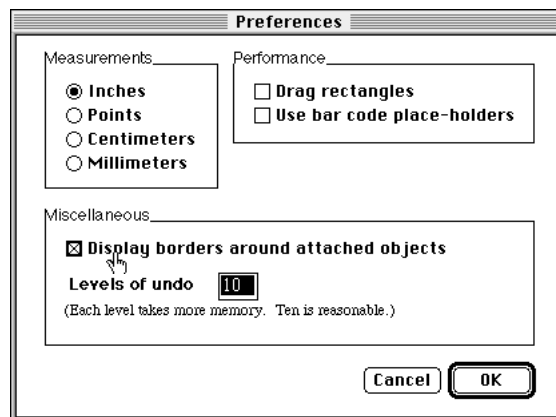 Preferences
Measurements
Inches
Points
Centimeters
Millimeters
Performance
Drag rectangles
Use bar code place-holders
Miscellaneous
Display borders around attached objects
Levels of undo 10
(Each level takes more memory. Ten is reasonable.)
Cancel OK